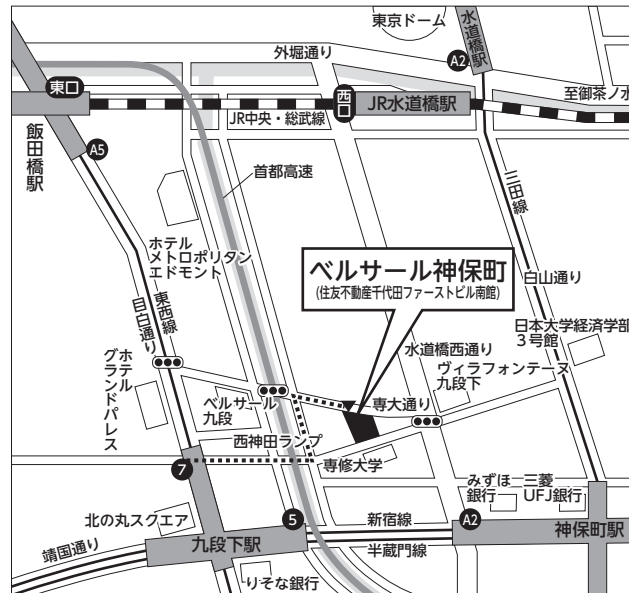 東京ドーム
水道橋駅
外堀通り
A2
東口
西口
JR水道橋駅
至御茶ノ水
JR中央・総武線
飯田橋駅
A5
首都高速
三田線
ホテル
メトロポリタン
エドモント
ベルサール神保町
(住友不動産千代田ファーストビル南館)
白山通り
東西線
目白通り
日本大学経済学部
3号館
水道橋西通り
ヴィラフォンテーヌ
九段下
ホテル
グランドパレス
ベルサール
九段
専大通り
西神田ランプ
専修大学
7
みずほ
銀行
三菱
UFJ銀行
北の丸スクエア
5
新宿線
A2
神保町駅
靖国通り
九段下駅
半蔵門線
りそな銀行